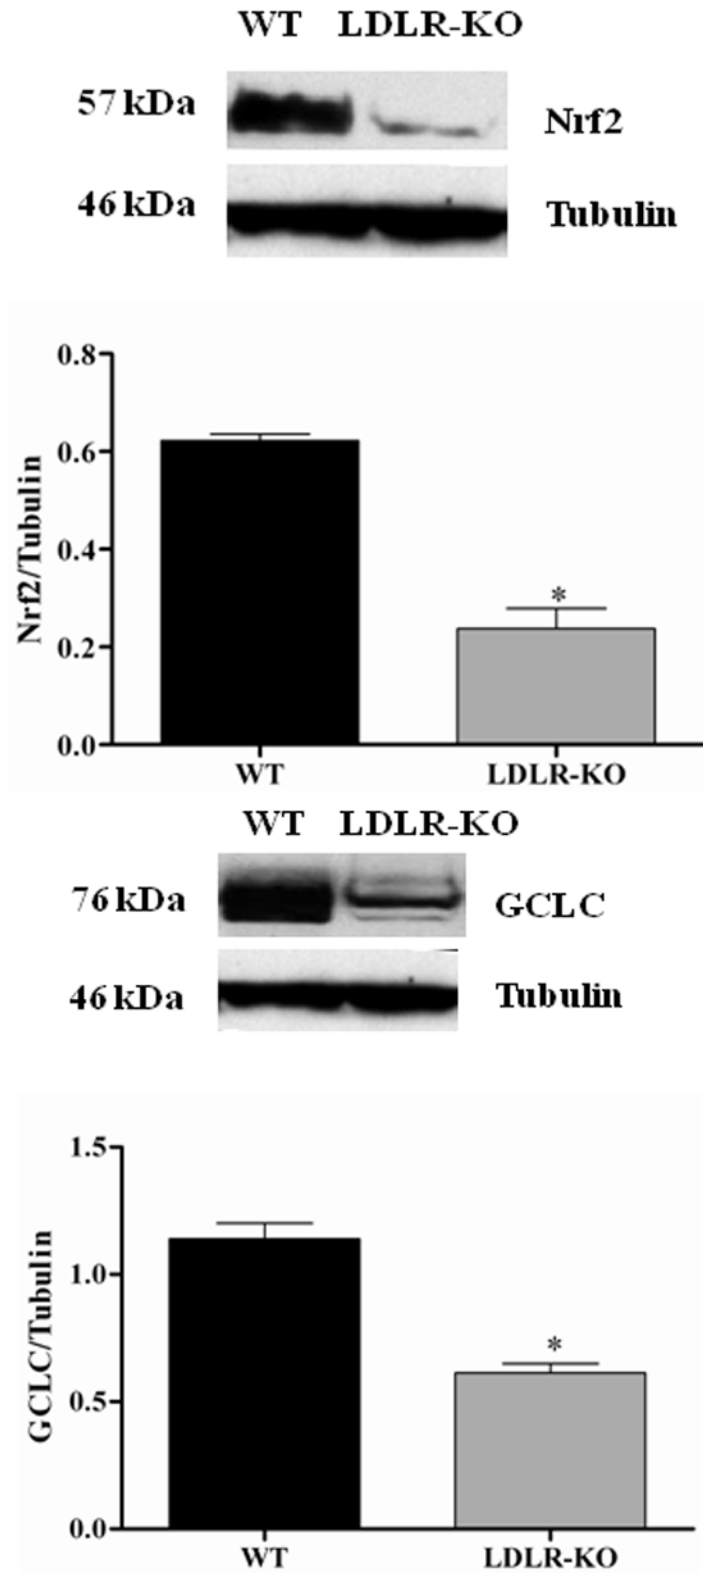 WT LDLR-KO
57 kDa Nrf2
46 kDa Tubulin
0.8
0.6
0.4
0.2
0.0
Nrf2/Tubulin
*
WT LDLR-KO
WT LDLR-KO
76 kDa GCLC
46 kDa Tubulin
1.5
1.0
0.5
0.0
GCLC/Tubulin
*
WT LDLR-KO